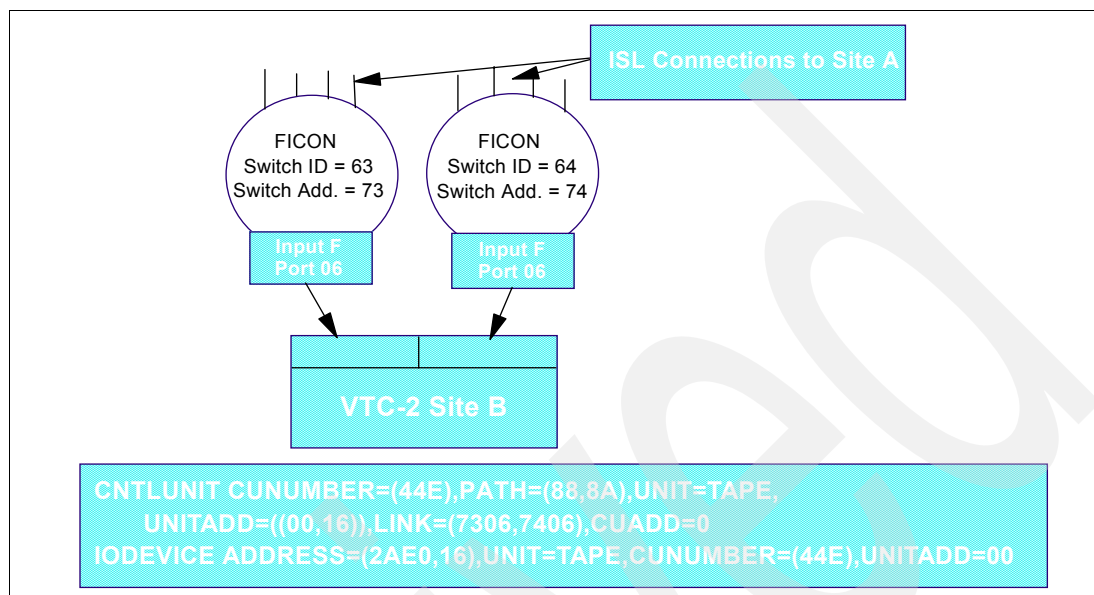 ISL Connections to Site A
FICON
Switch ID = 63
Switch Add. = 73
FICON
Switch ID = 64
Switch Add. = 74
Input F
Port 06
Input F
Port 06
VTC-2 Site B
CNTLUNIT CUNUMBER=(44E),PATH=(88,8A),UNIT=TAPE,
UNITADD=((00,16)),LINK=(7306,7406),CUADD=0
IODEVICE ADDRESS=(2AE0,16),UNIT=TAPE,CUNUMBER=(44E),UNITADD=00